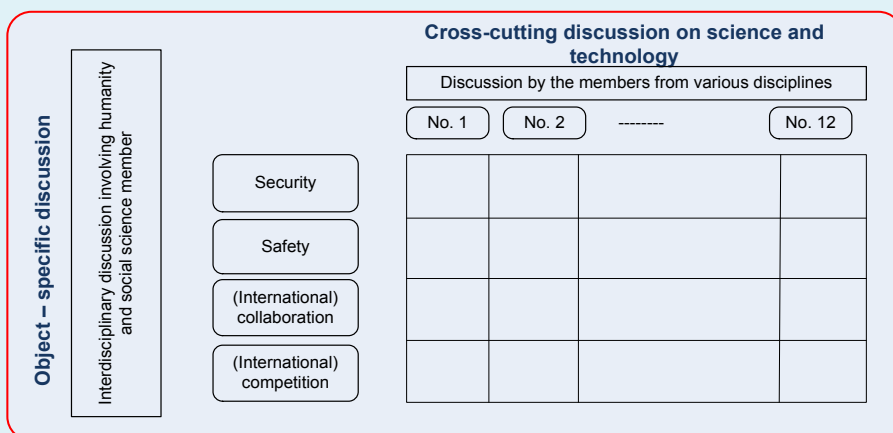 Cross-cutting discussion on science and
technology
Discussion by the members from various disciplines
No. 1
No. 2
--------
No. 12
Object – specific discussion
Interdisciplinary discussion involving humanity
and social science member
Security
Safety
(International)
collaboration
(International)
competition